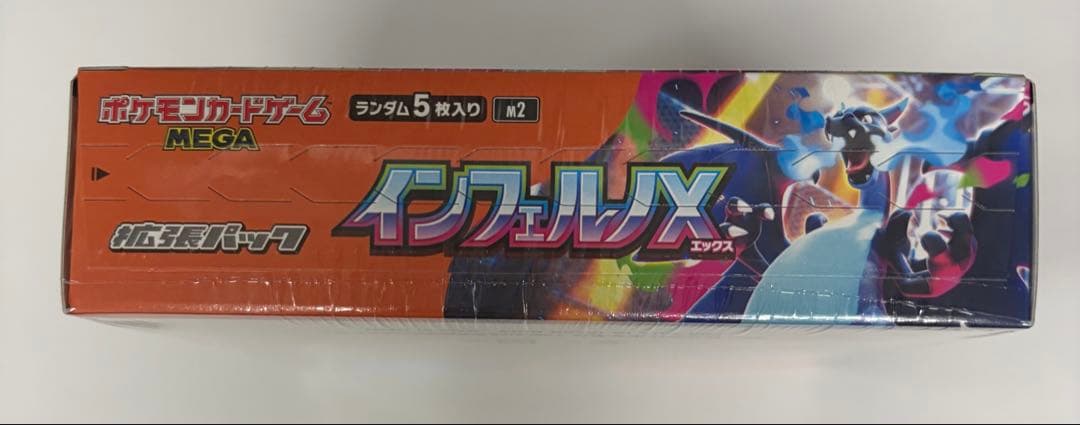 ポケモンカードゲーム
MEGA
ランダム5枚入り M2
拡張パック
インフェルノX
エックス